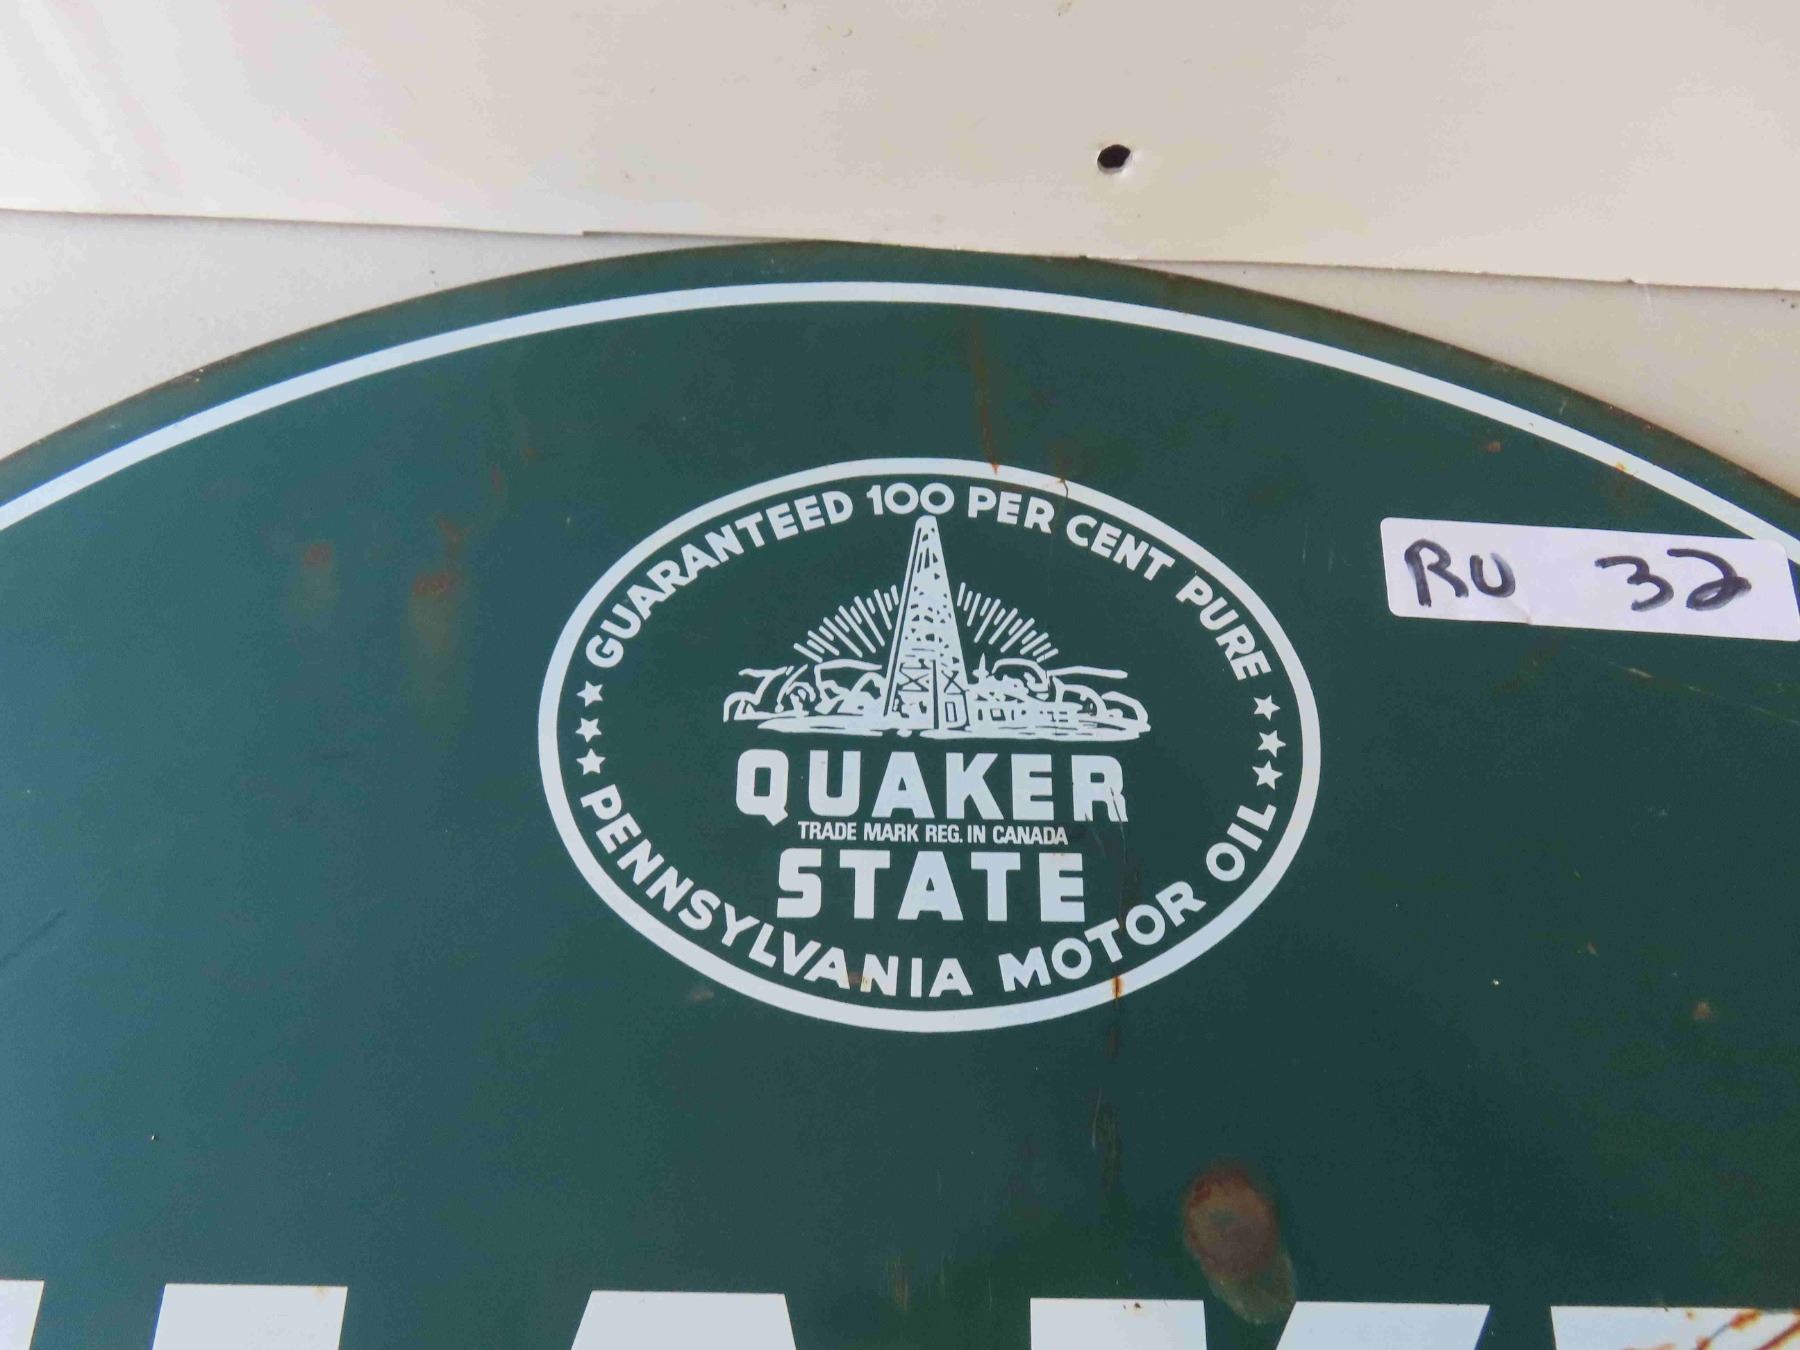 GUARANTEED 100 PER CENT PURE
RU 32
QUAKER
TRADE MARK REG. IN CANADA
STATE
PENNSYLVANIA MOTOR OIL